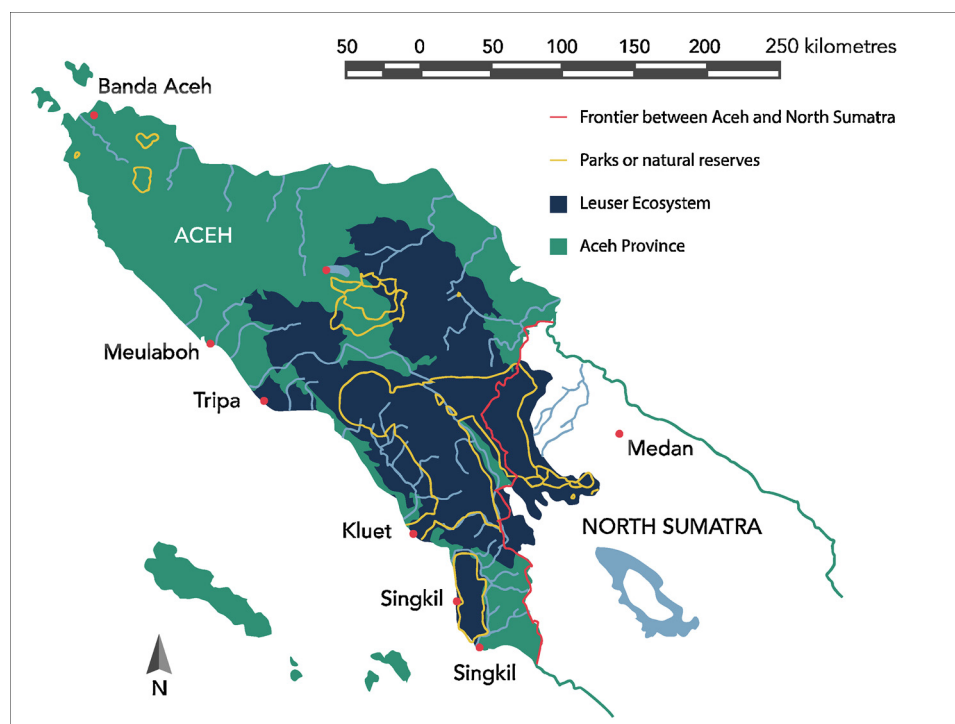 50 0 50 100 150 200 250 kilometres
Banda Aceh
Frontier between Aceh and North Sumatra
Parks or natural reserves
Leuser Ecosystem
ACEH
Aceh Province
Meulaboh
Tripa
Medan
Kluet
NORTH SUMATRA
Singkil
Singkil
N